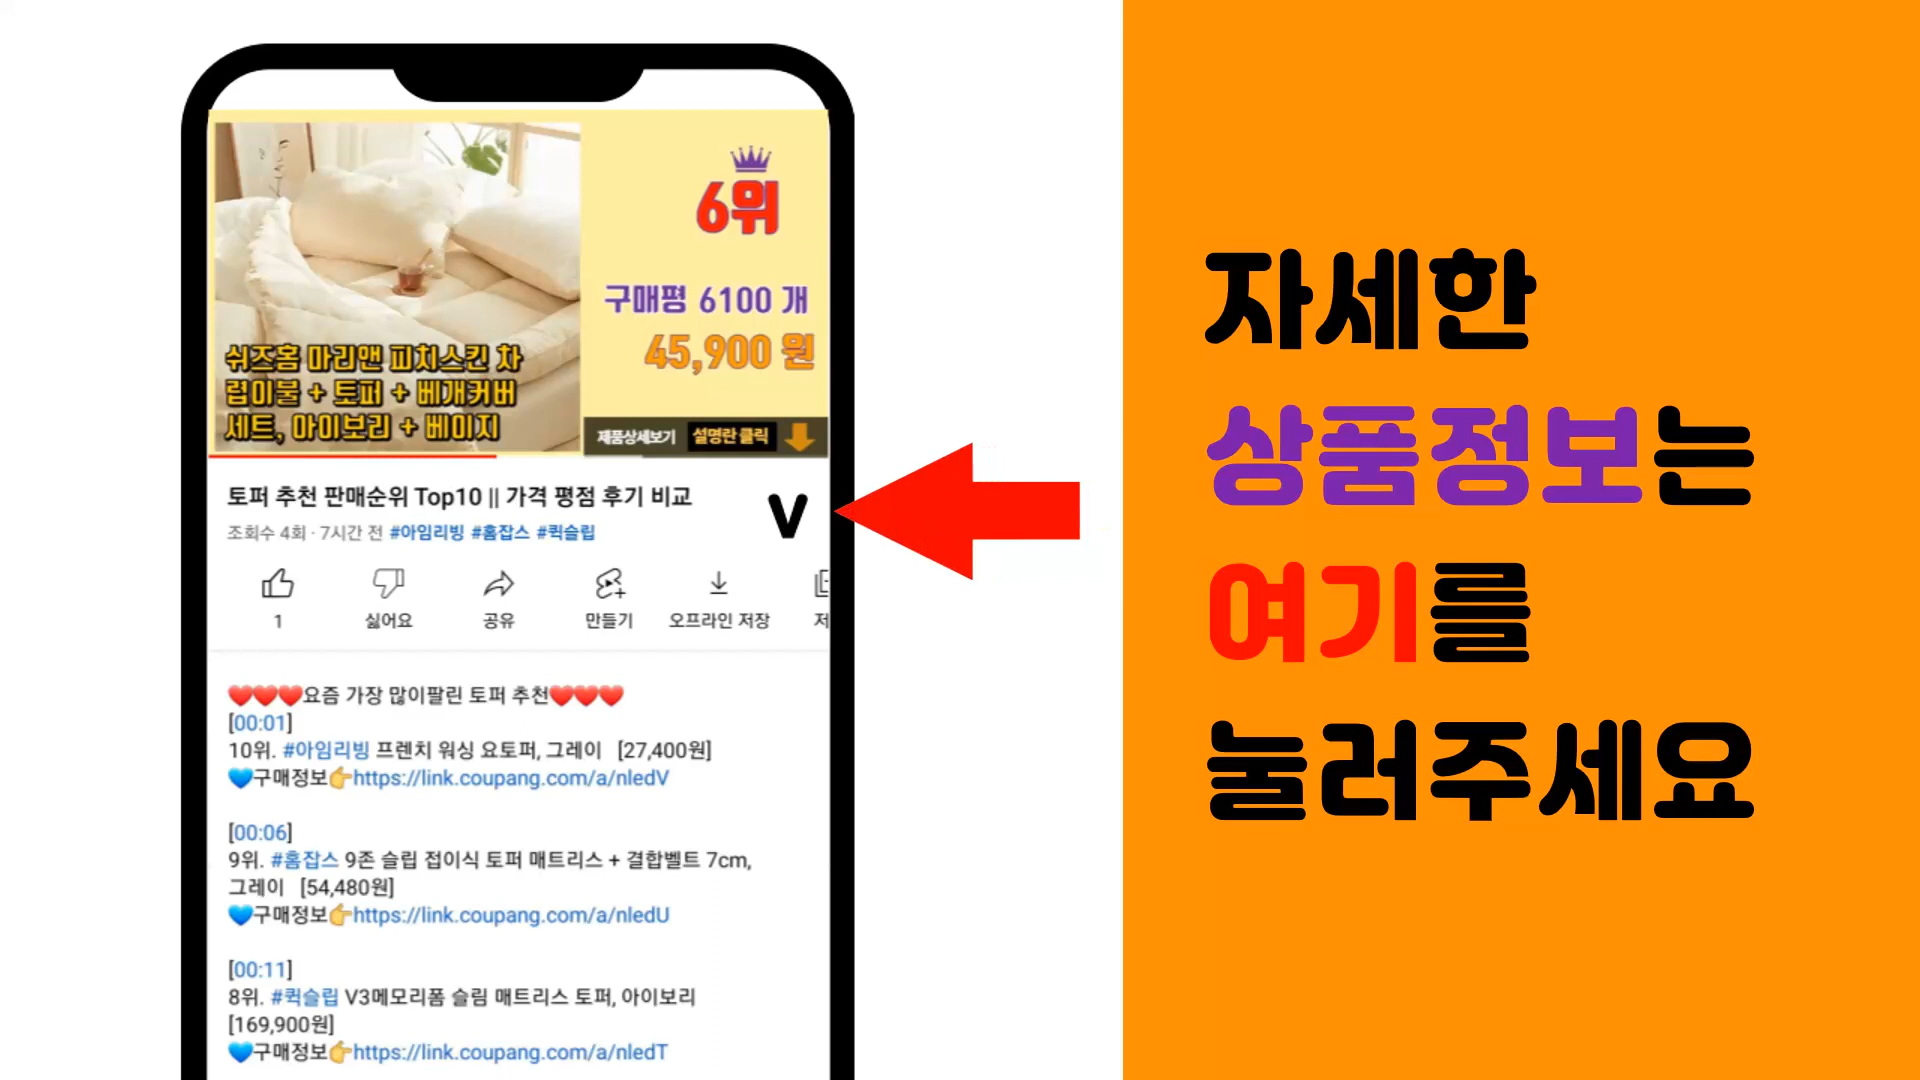 6위
구매평 6100 개
45,900 원
쉬즈홈 마리앤 피치스킨 차
렵이불 + 토퍼 + 베개커버
세트, 아이보리 + 베이지
제품상세보기 설명란 클릭
토퍼 추천 판매순위 Top10 || 가격 평점 후기 비교
V
조회수 4회 · 7시간 전 #아임리빙 #홈잡스 #퀵슬립
1 싫어요 공유 만들기 오프라인 저장 저
❤️❤️❤️요즘 가장 많이팔린 토퍼 추천❤️❤️❤️
[00:01]
10위. #아임리빙 프렌치 워싱 요토퍼, 그레이 [27,400원]
💙구매정보👉https://link.coupang.com/a/nledV
[00:06]
9위. #홈잡스 9존 슬립 접이식 토퍼 매트리스 + 결합벨트 7cm,
그레이 [54,480원]
💙구매정보👉https://link.coupang.com/a/nledU
[00:11]
8위. #퀵슬립 V3메모리폼 슬림 매트리스 토퍼, 아이보리
[169,900원]
💙구매정보👉https://link.coupang.com/a/nledT
자세한
상품정보는
여기를
눌러주세요